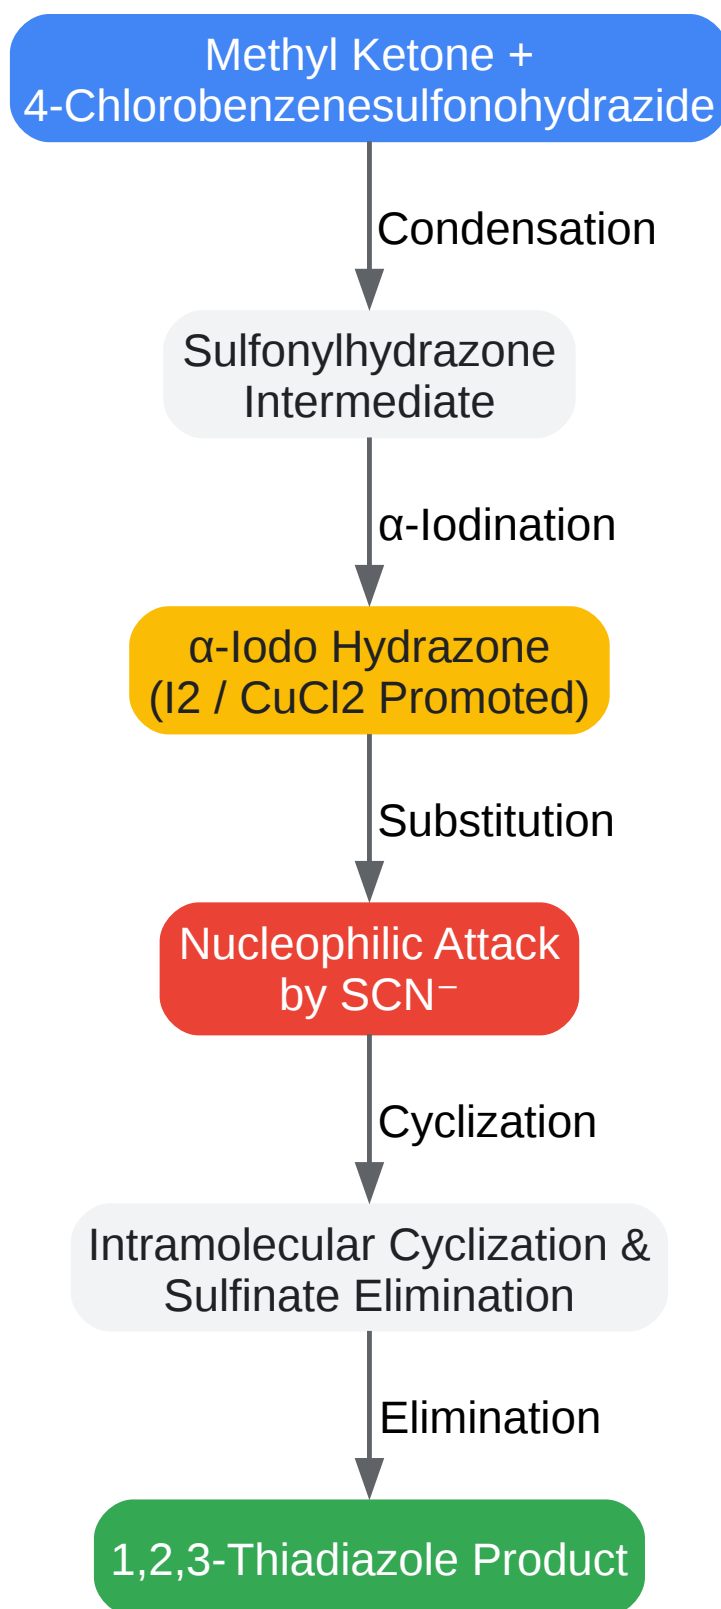 Methyl Ketone +
4-Chlorobenzenesulfonohydrazide
Condensation
Sulfonylhydrazone
Intermediate
α-Iodination
α-Iodo Hydrazone
(I2 / CuCl2 Promoted)
Substitution
Nucleophilic Attack
by SCN⁻
Cyclization
Intramolecular Cyclization &
Sulfinate Elimination
Elimination
1,2,3-Thiadiazole Product